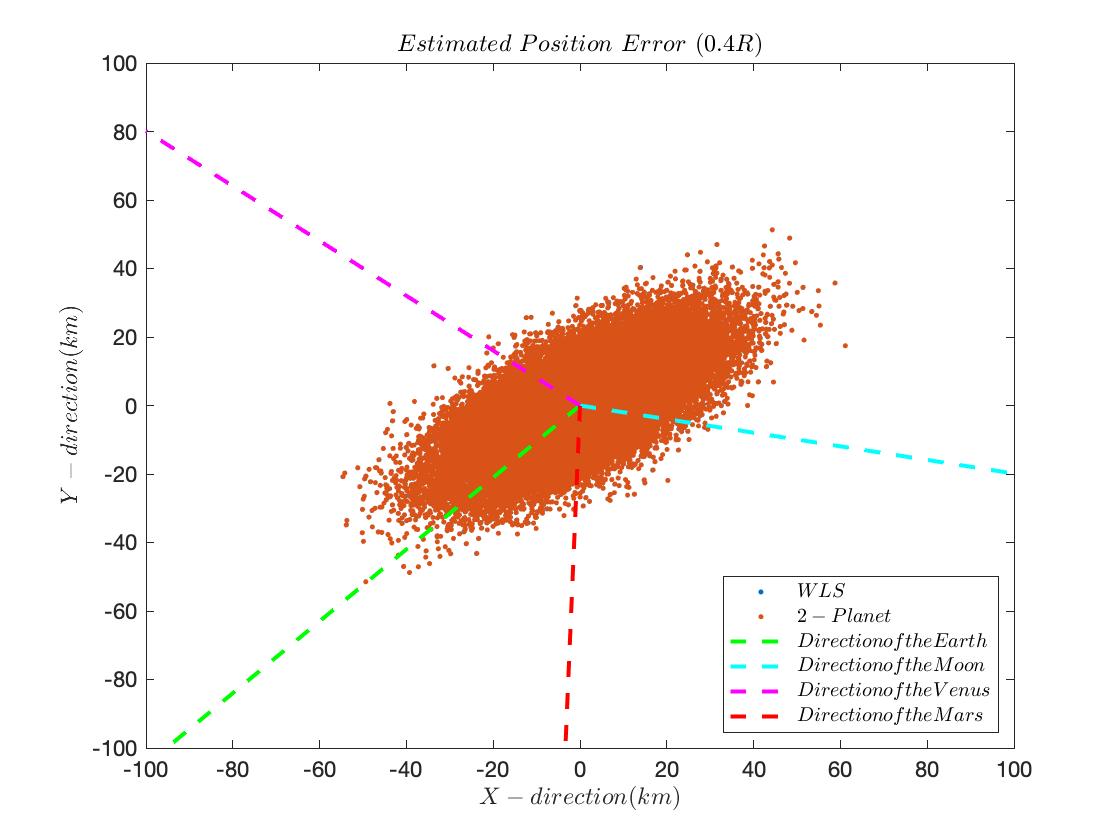 Estimated Position Error (0.4R)
100
80
60
40
20
0
-20
-40
-60
-80
-100
Y − direction(km)
-100 -80 -60 -40 -20 0 20 40 60 80 100
X − direction(km)
WLS
2 − Planet
DirectionoftheEarth
DirectionoftheMoon
DirectionoftheVenus
DirectionoftheMars